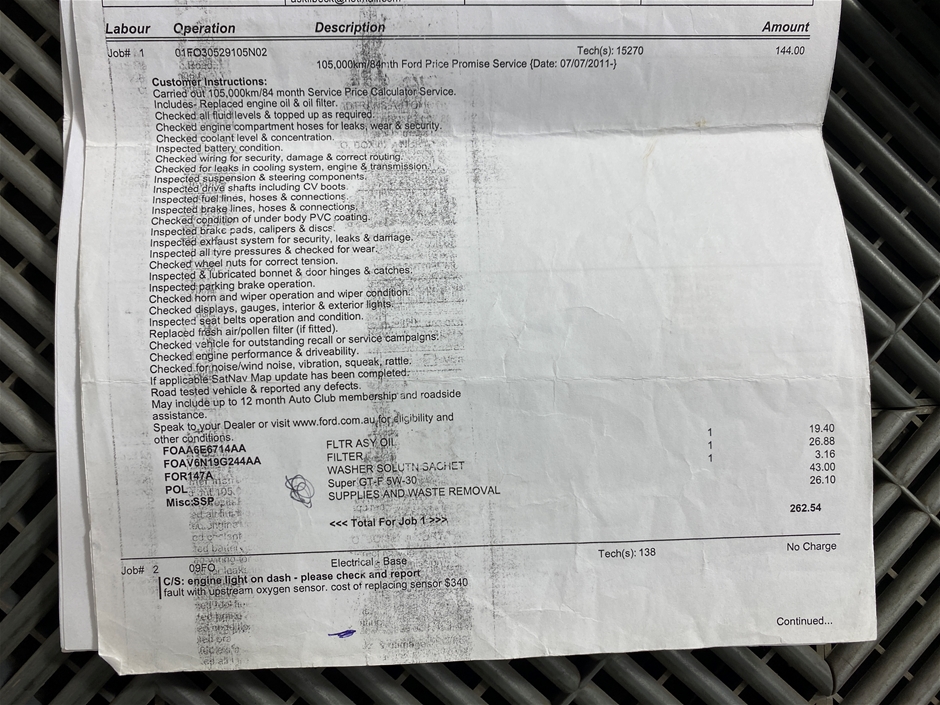 Labour Operation Description Amount
Job# 1 01FO30529105N02 Tech(s): 15270 144.00
105,000km/84mth Ford Price Promise Service {Date: 07/07/2011-}
Customer Instructions:
Carried out 105,000km/84 month Service Price Calculator Service.
Includes- Replaced engine oil & oil filter.
Checked all fluid levels & topped up as required.
Checked engine compartment hoses for leaks, wear & security.
Checked coolant level & concentration.
Inspected battery condition.
Checked wiring for security, damage & correct routing.
Checked for leaks in cooling system, engine & transmission.
Inspected suspension & steering components.
Inspected drive shafts including CV boots.
Inspected fuel lines, hoses & connections.
Inspected brake lines, hoses & connections.
Checked condition of under body PVC coating.
Inspected brake pads, calipers & discs.
Inspected exhaust system for security, leaks & damage.
Inspected all tyre pressures & checked for wear.
Checked wheel nuts for correct tension.
Inspected & lubricated bonnet & door hinges & catches.
Inspected parking brake operation.
Checked horn and wiper operation and wiper condition.
Checked displays, gauges, interior & exterior lights.
Inspected seat belts operation and condition.
Replaced fresh air/pollen filter (if fitted).
Checked vehicle for outstanding recall or service campaigns.
Checked engine performance & driveability.
Checked for noise/wind noise, vibration, squeak, rattle.
If applicable SatNav Map update has been completed.
Road tested vehicle & reported any defects.
May include up to 12 month Auto Club membership and roadside
assistance.
Speak to your Dealer or visit www.ford.com.au for eligibility and
other conditions.
FOAA6E6714AA FLTR ASY OIL 1 19.40
FOAV6N19G244AA FILTER 1 26.88
FOR147A WASHER SOLUTN SACHET 1 3.16
POL Super GT-F 5W-30 43.00
Misc:SSP SUPPLIES AND WASTE REMOVAL 26.10
<<< Total For Job 1 >>> 262.54
Job# 2 09FO Electrical - Base Tech(s): 138 No Charge
C/S: engine light on dash - please check and report
fault with upstream oxygen sensor. cost of replacing sensor $340
Continued...